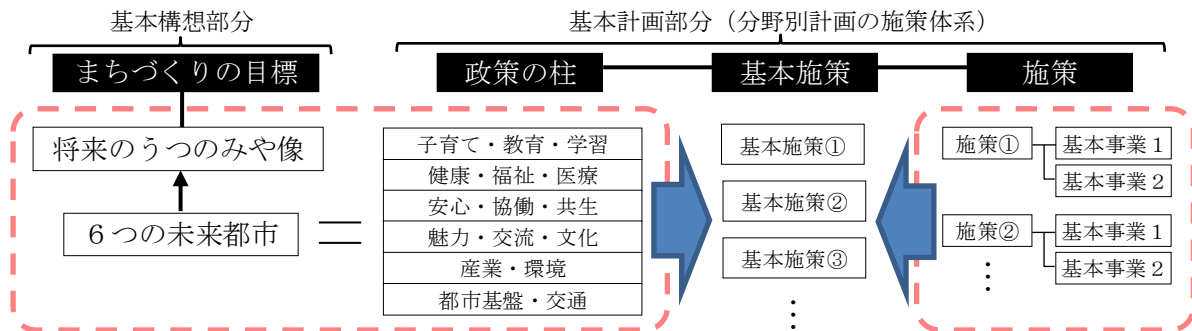 基本構想部分
基本計画部分（分野別計画の施策体系）
まちづくりの目標
政策の柱
基本施策
施策
将来のうつのみや像
６つの未来都市
＝
子育て・教育・学習
健康・福祉・医療
安心・協働・共生
魅力・交流・文化
産業・環境
都市基盤・交通
基本施策①
基本施策②
基本施策③
⋮
施策①
基本事業１
基本事業２
施策②
基本事業１
基本事業２
⋮